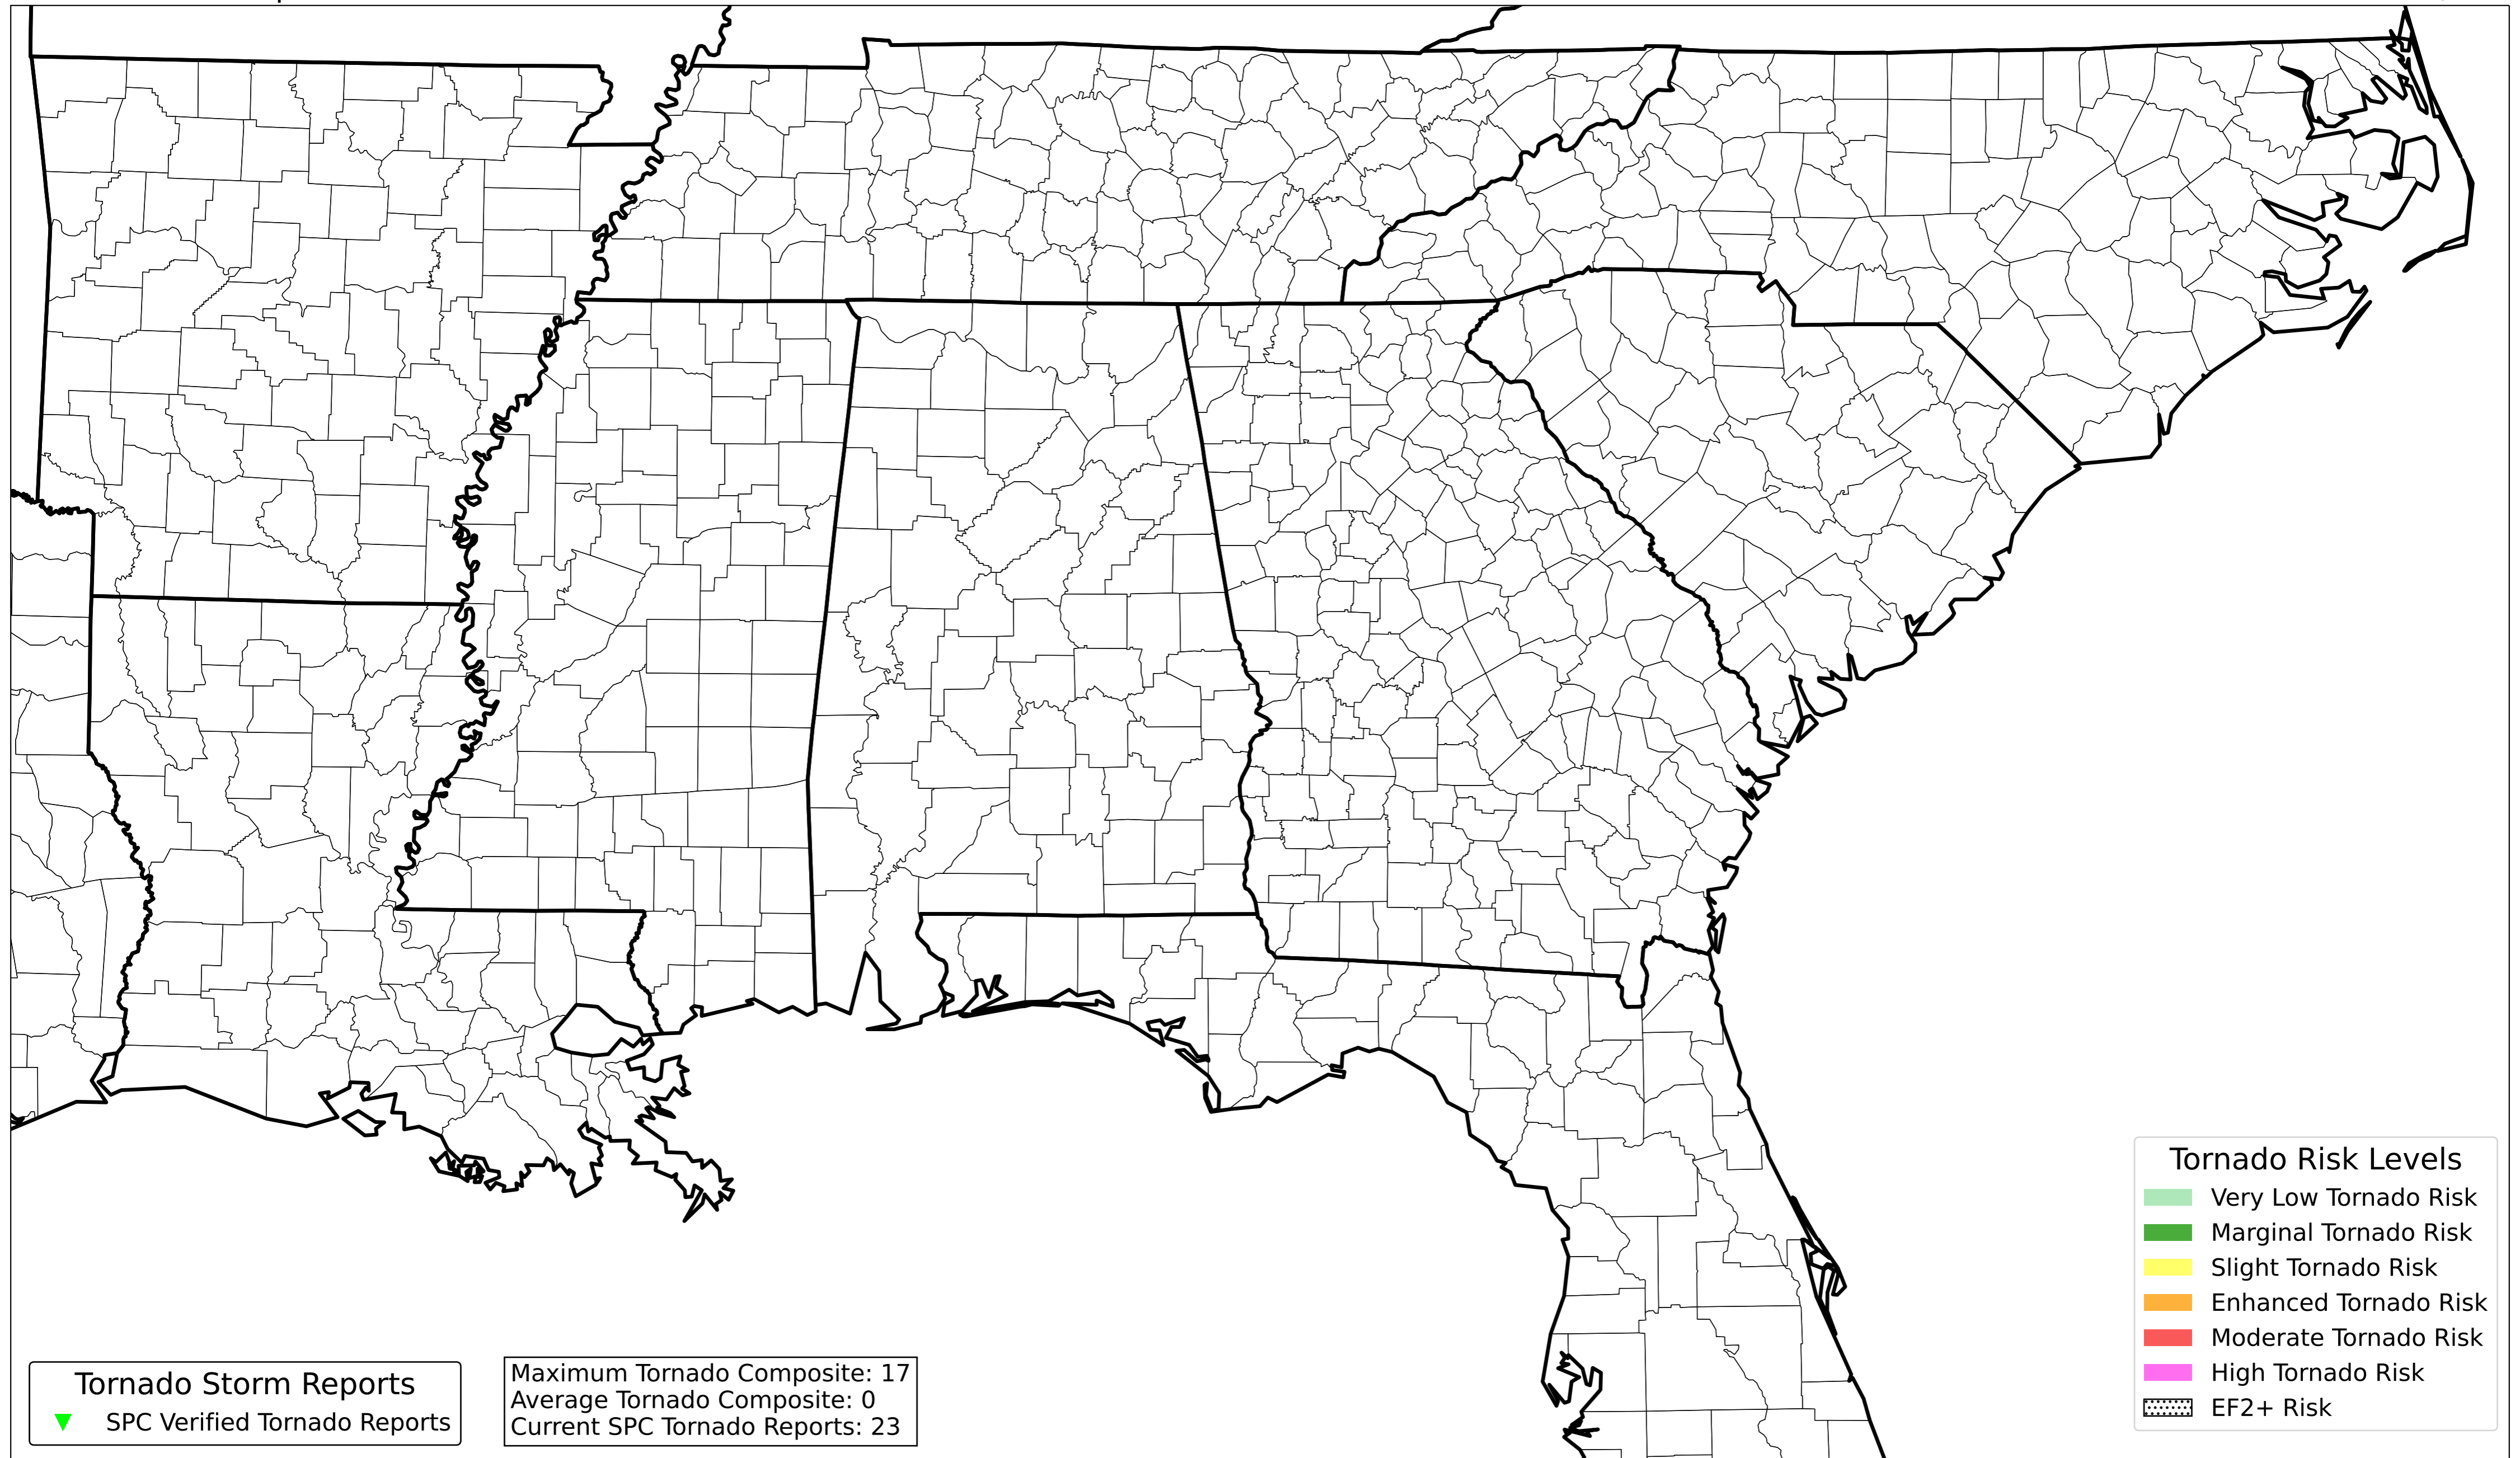 Tornado Risk Levels
Very Low Tornado Risk
Marginal Tornado Risk
Slight Tornado Risk
Enhanced Tornado Risk
Moderate Tornado Risk
High Tornado Risk
EF2+ Risk
Tornado Storm Reports
SPC Verified Tornado Reports
Maximum Tornado Composite: 17
Average Tornado Composite: 0
Current SPC Tornado Reports: 23